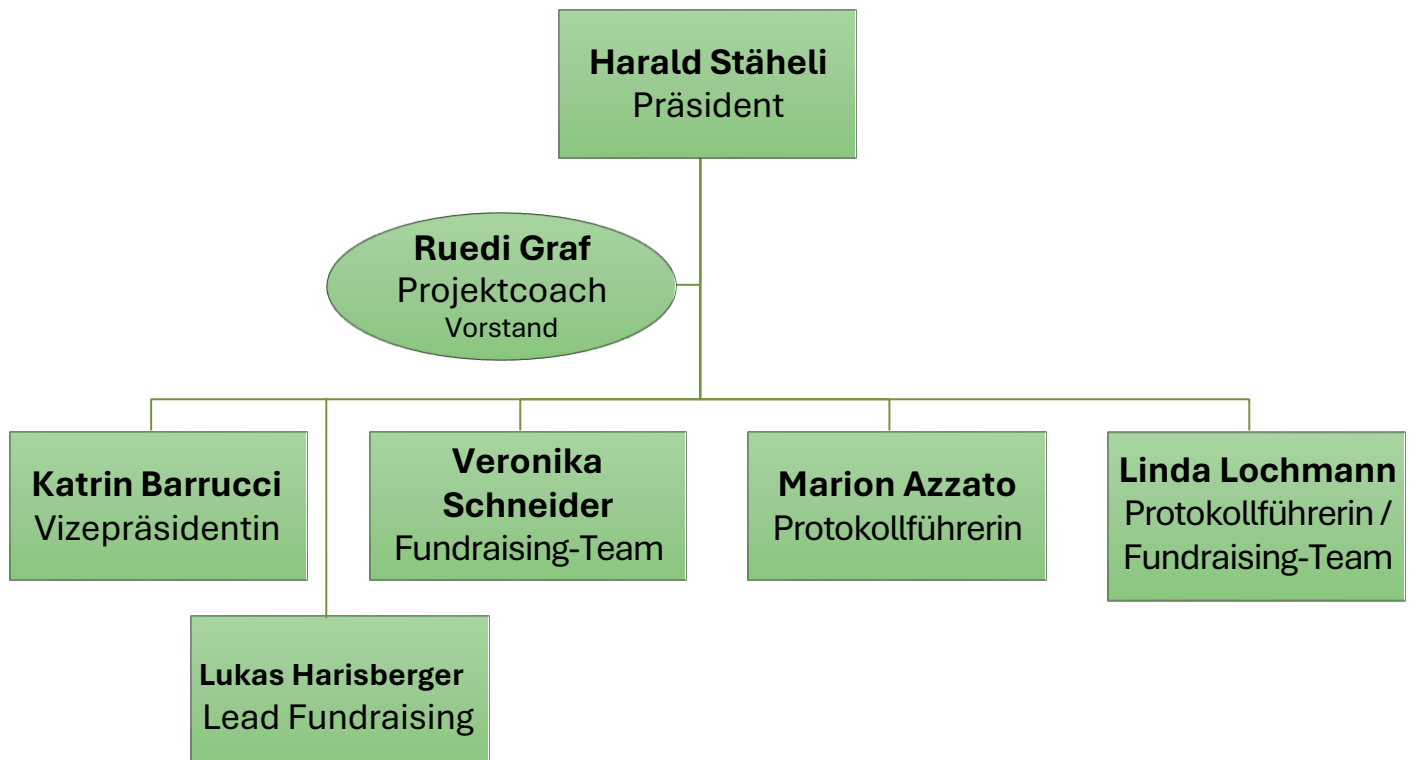 Harald Stäheli
Präsident
Ruedi Graf
Projektcoach
Vorstand
Katrin Barrucci
Vizepräsidentin
Veronika
Schneider
Fundraising-Team
Marion Azzato
Protokollführerin
Linda Lochmann
Protokollführerin /
Fundraising-Team
Lukas Harisberger
Lead Fundraising